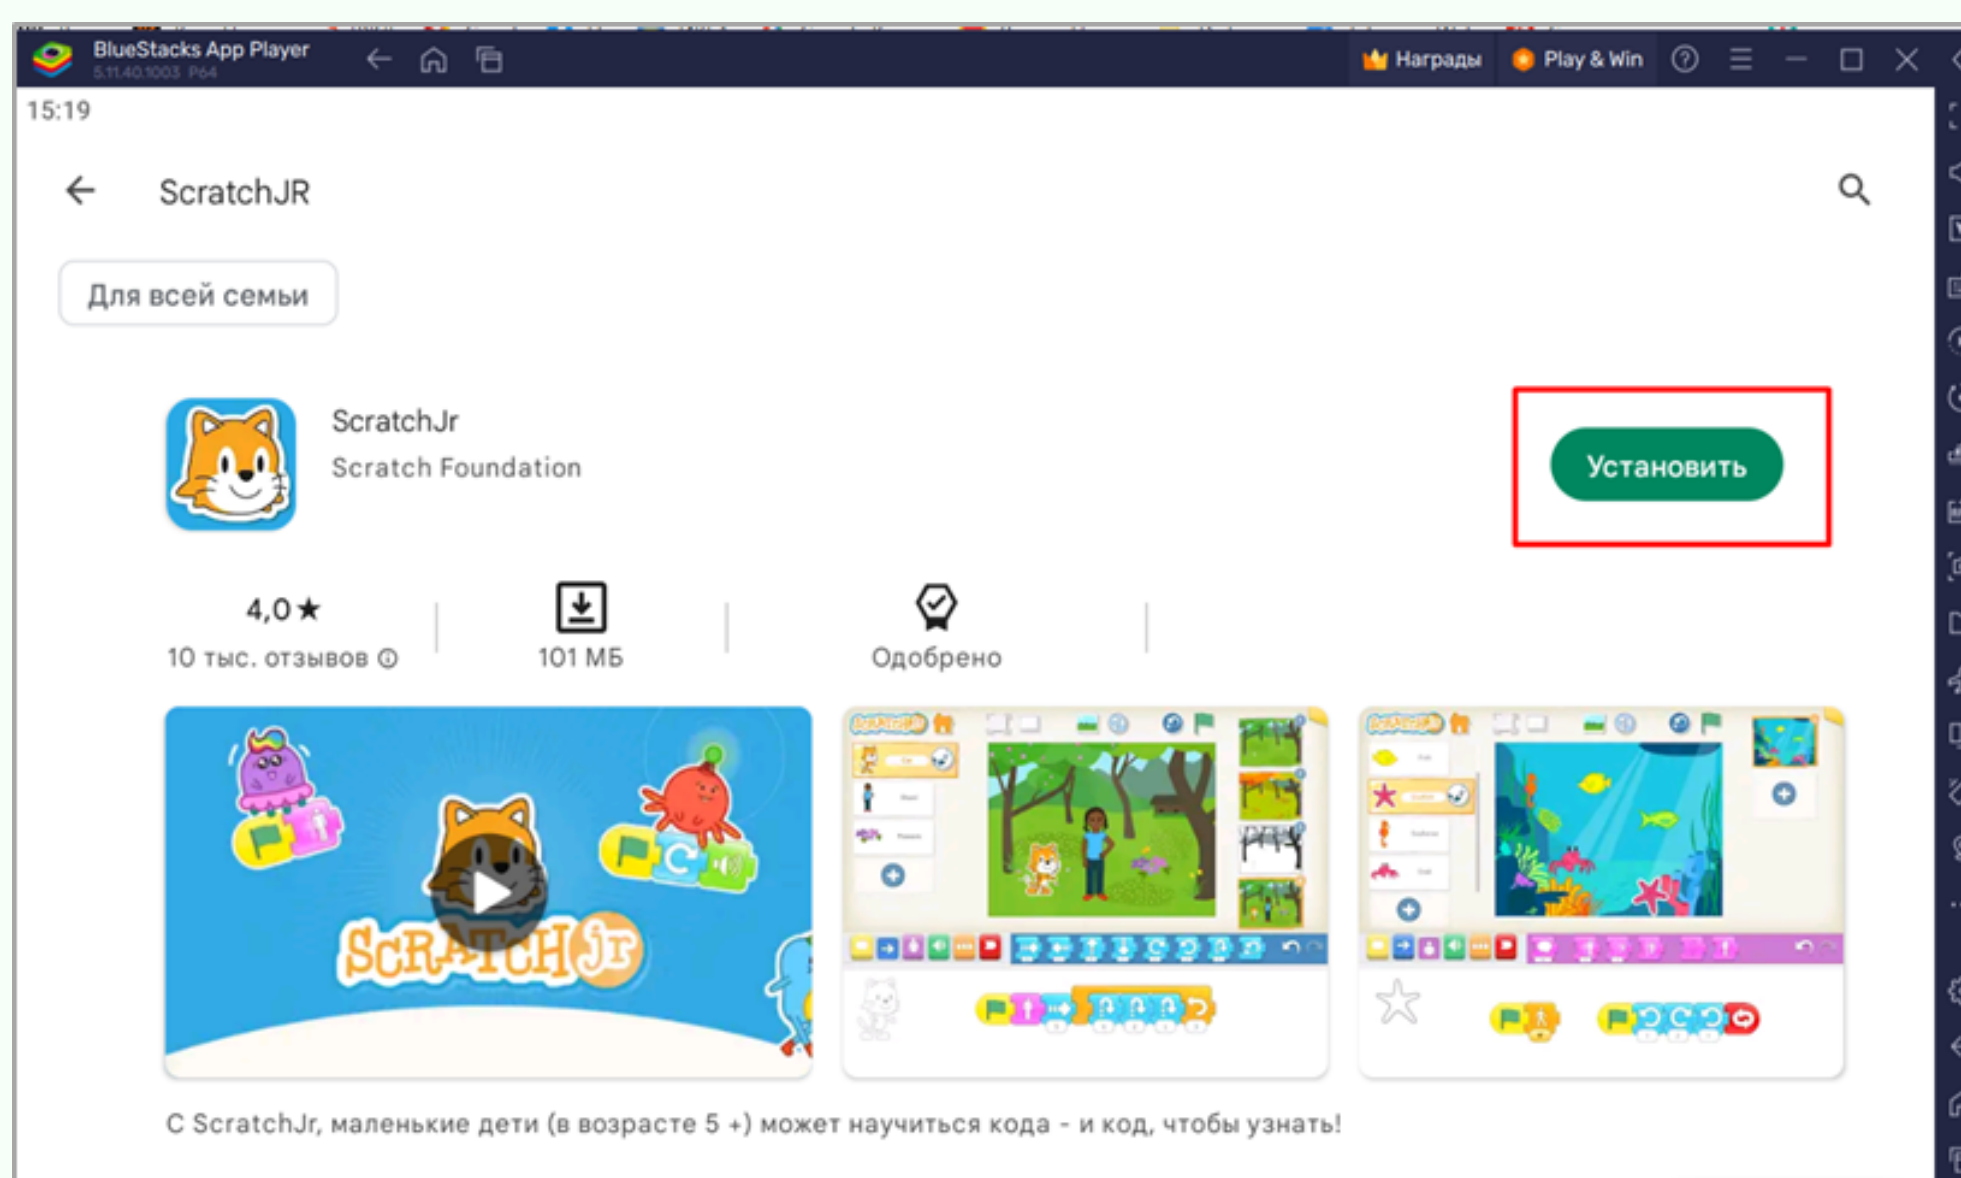 BlueStacks App Player
5.11.40.1003 P64
Награды
Play & Win
15:19
ScratchJR
Для всей семьи
ScratchJr
Scratch Foundation
Установить
4,0★
10 тыс. отзывов
101 МБ
Одобрено
SCRATCHjr
С ScratchJr, маленькие дети (в возрасте 5 +) может научиться кода - и код, чтобы узнать!